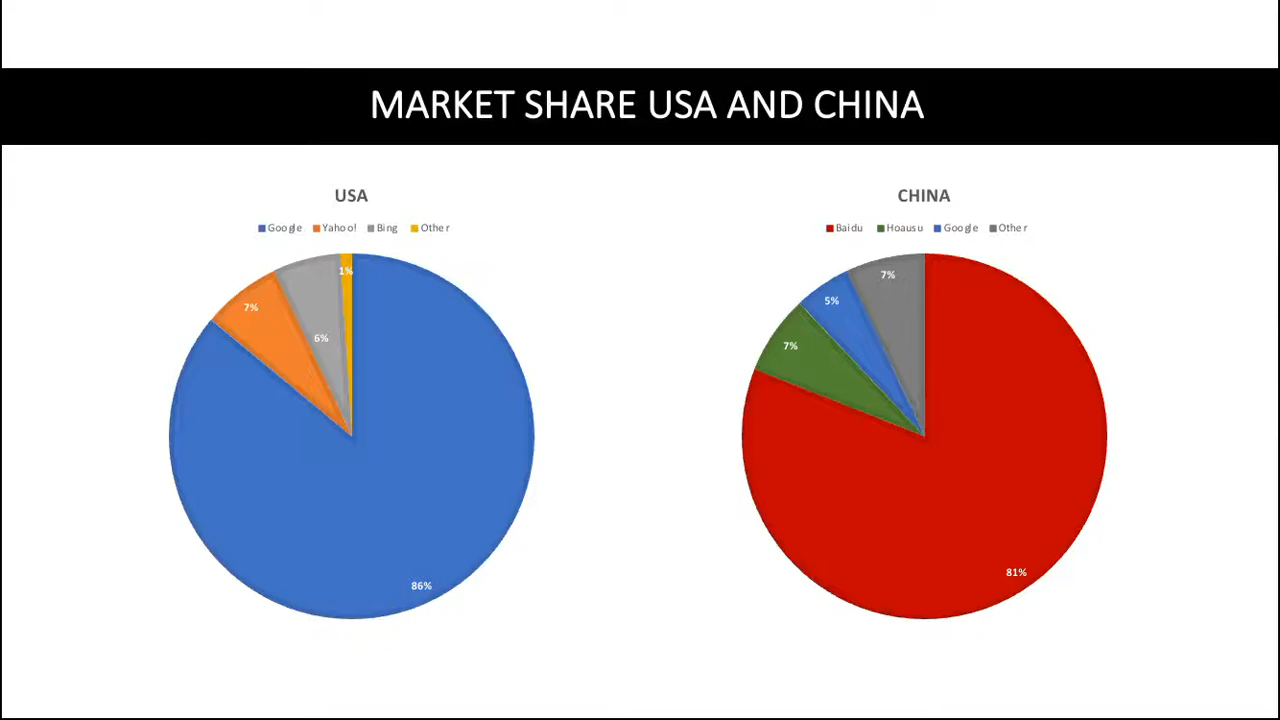 MARKET SHARE USA AND CHINA
USA
Google Yahoo! Bing Other
1%
7%
6%
86%
CHINA
Baidu Hoausu Google Other
7%
5%
7%
81%